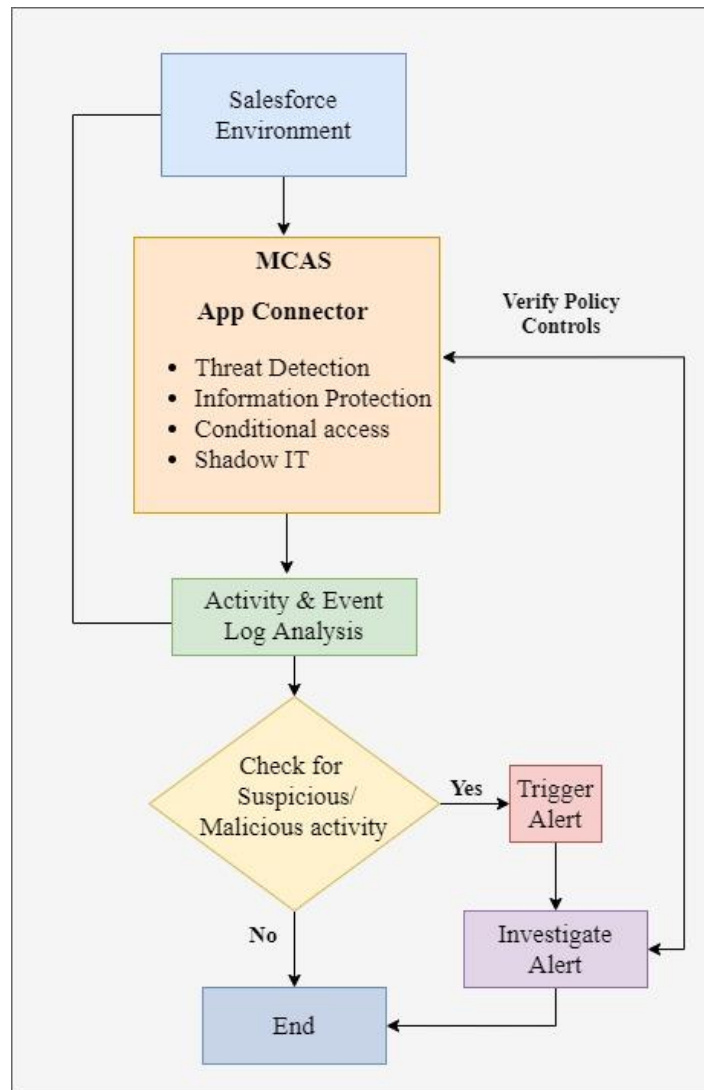 Salesforce
Environment
MCAS
App Connector
• Threat Detection
• Information Protection
• Conditional access
• Shadow IT
Verify Policy
Controls
Activity & Event
Log Analysis
Check for
Suspicious/
Malicious activity
Yes
Trigger
Alert
No
Investigate
Alert
End